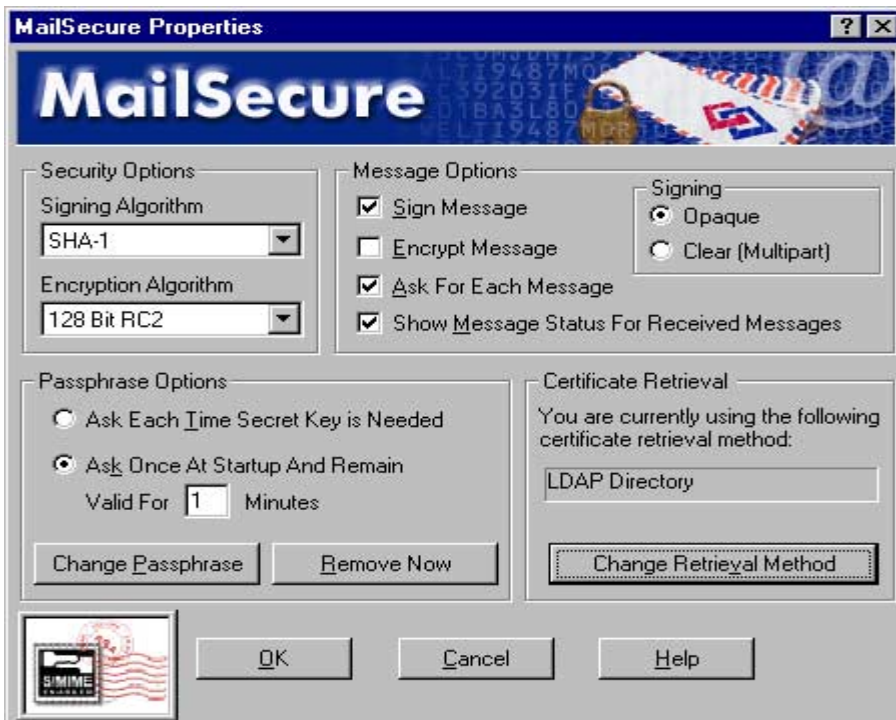 MailSecure Properties
MailSecure
Security Options
Signing Algorithm
SHA-1
Encryption Algorithm
128 Bit RC2
Message Options
Sign Message
Encrypt Message
Ask For Each Message
Show Message Status For Received Messages
Signing
Opaque
Clear (Multipart)
Passphrase Options
Ask Each Time Secret Key is Needed
Ask Once At Startup And Remain
Valid For 1 Minutes
Change Passphrase
Remove Now
Certificate Retrieval
You are currently using the following
certificate retrieval method:
LDAP Directory
Change Retrieval Method
S/MIME
OK
Cancel
Help